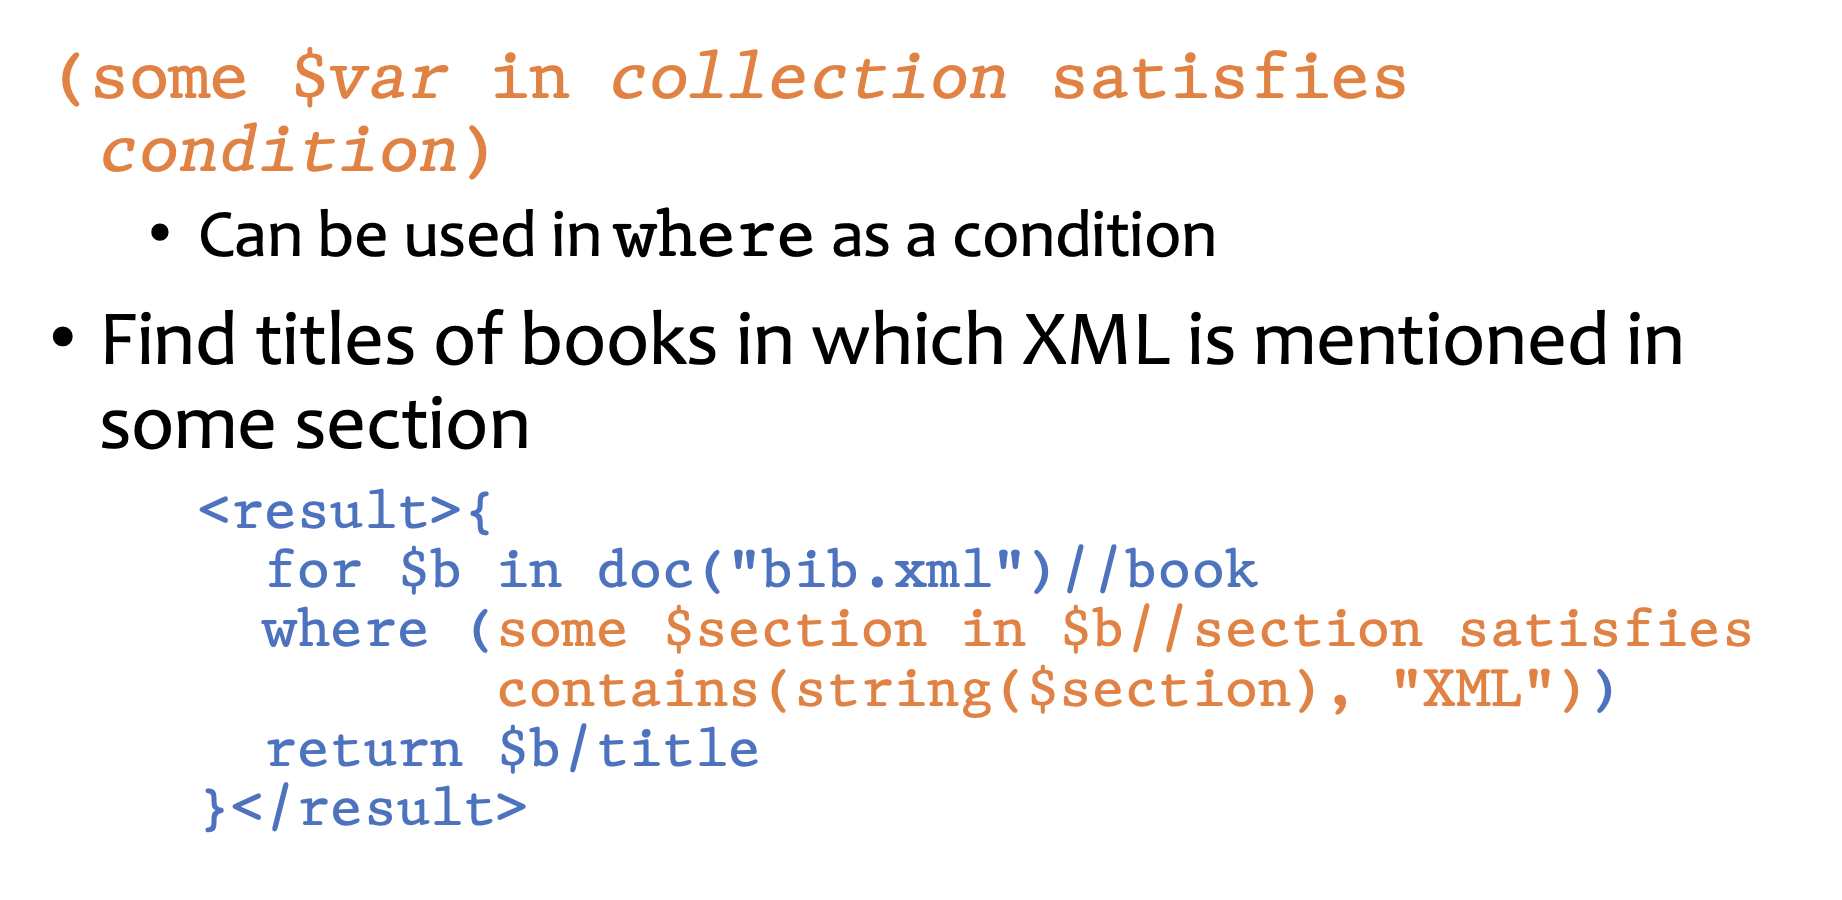 (some $var in collection satisfies
condition)
• Can be used in where as a condition
• Find titles of books in which XML is mentioned in
some section
<result>{
for $b in doc("bib.xml")//book
where (some $section in $b//section satisfies
contains(string($section), "XML"))
return $b/title
}</result>